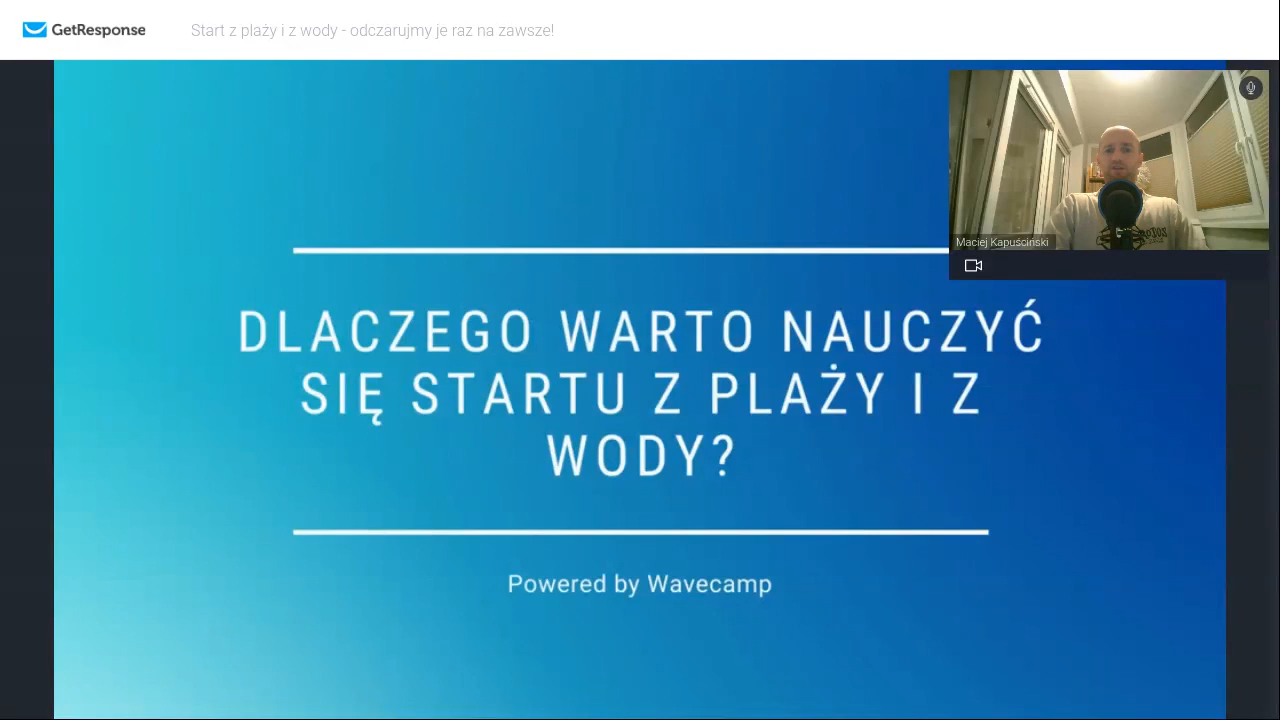 GetResponse
Start z plaży i z wody - odczarujmy je raz na zawsze!
Maciej Kapuściński
DLACZEGO WARTO NAUCZYĆ
SIĘ STARTU Z PLAŻY I Z
WODY?
Powered by Wavecamp